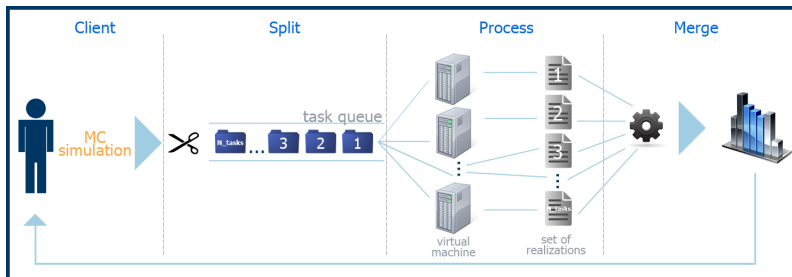 Client
Split
Process
Merge
MC
simulation
task queue
N_tasks
...
3
2
1
1
2
3
N_tasks
virtual
machine
set of
realizations